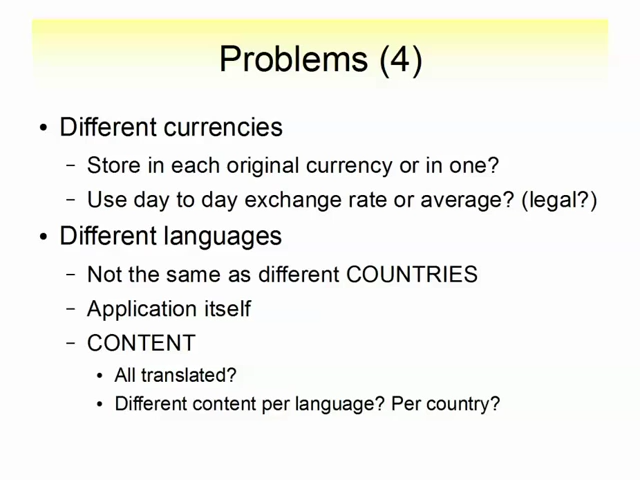 Problems (4)
• Different currencies
– Store in each original currency or in one?
– Use day to day exchange rate or average? (legal?)
• Different languages
– Not the same as different COUNTRIES
– Application itself
– CONTENT
• All translated?
• Different content per language? Per country?